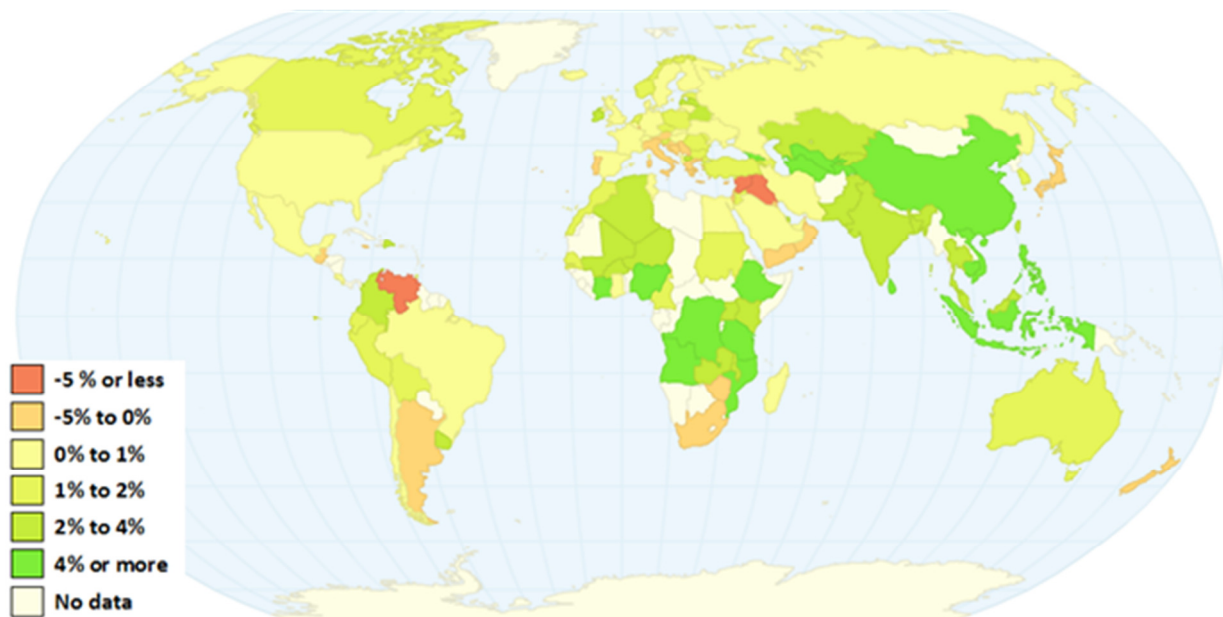 -5 % or less
-5% to 0%
0% to 1%
1% to 2%
2% to 4%
4% or more
No data